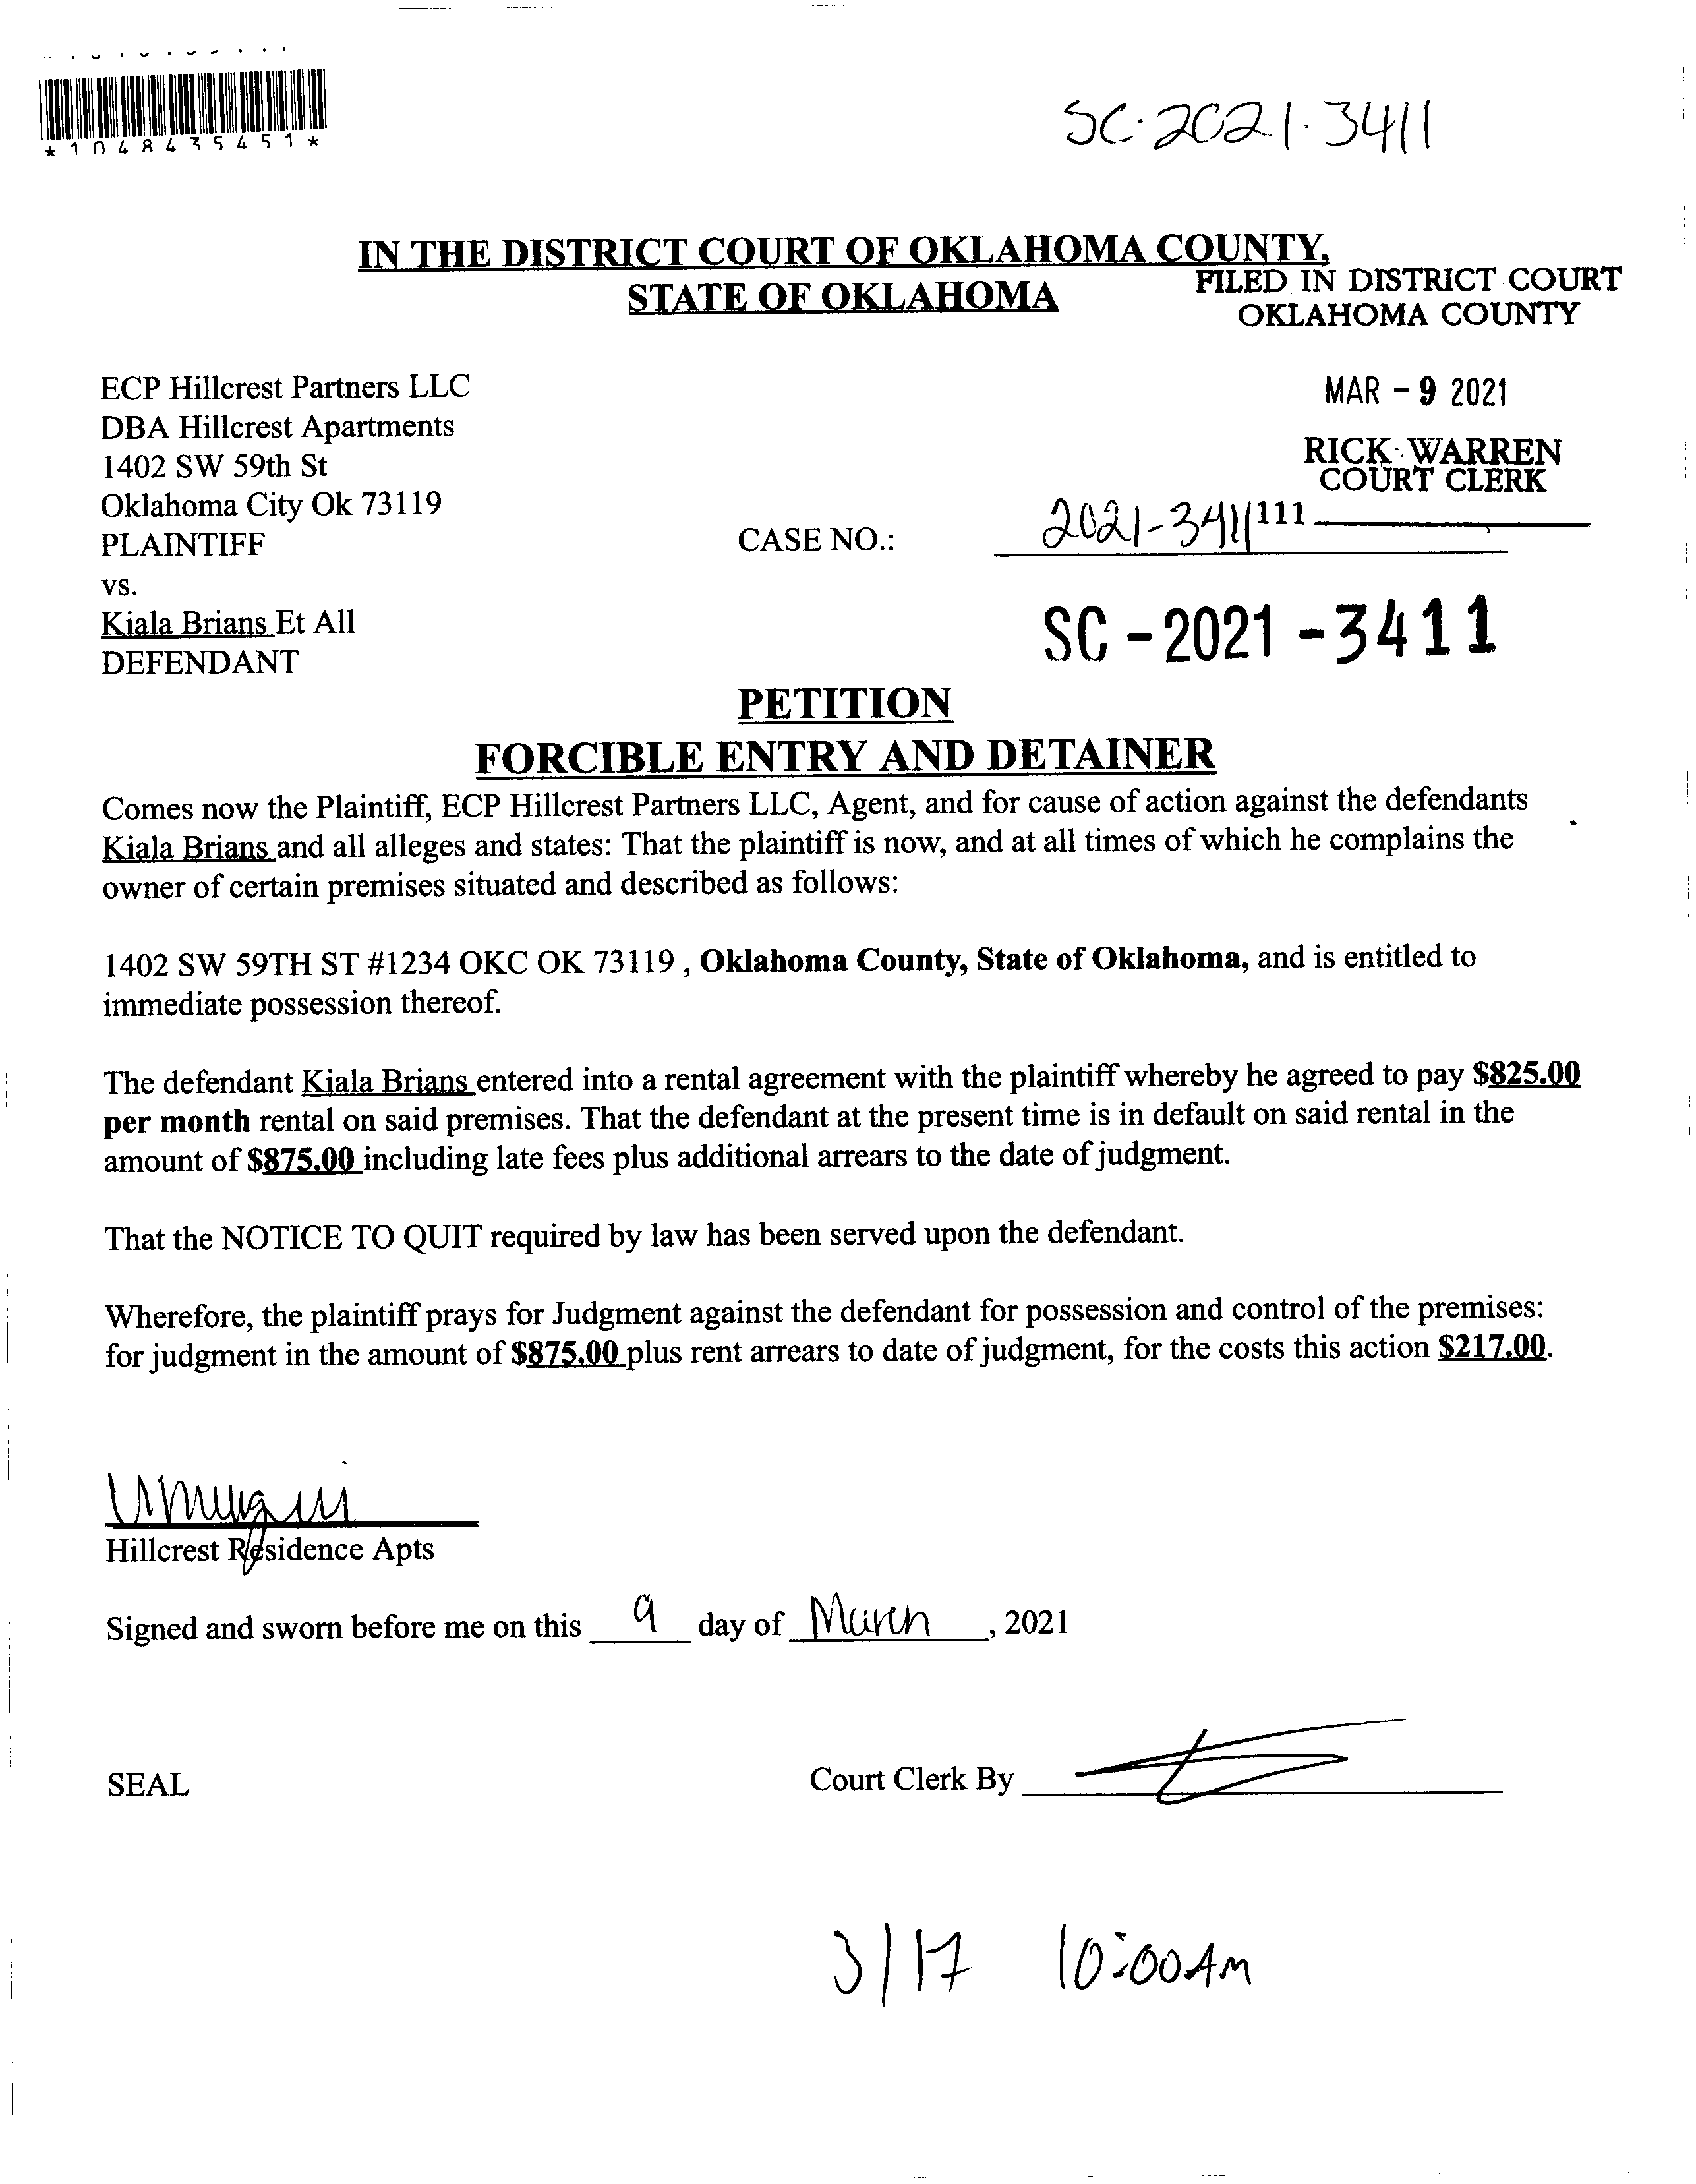 *1048435451*
SC-2021-3411
IN THE DISTRICT COURT OF OKLAHOMA COUNTY,
STATE OF OKLAHOMA
FILED IN DISTRICT COURT
OKLAHOMA COUNTY
MAR - 9 2021
RICK WARREN
COURT CLERK
ECP Hillcrest Partners LLC
DBA Hillcrest Apartments
1402 SW 59th St
Oklahoma City Ok 73119
PLAINTIFF
CASE NO.: 2021-3411 111
vs.
Kiala Brians Et All
DEFENDANT
SC - 2021 - 3411
PETITION
FORCIBLE ENTRY AND DETAINER
Comes now the Plaintiff, ECP Hillcrest Partners LLC, Agent, and for cause of action against the defendants
Kiala Brians and all alleges and states: That the plaintiff is now, and at all times of which he complains the
owner of certain premises situated and described as follows:
1402 SW 59TH ST #1234 OKC OK 73119 , Oklahoma County, State of Oklahoma, and is entitled to
immediate possession thereof.
The defendant Kiala Brians entered into a rental agreement with the plaintiff whereby he agreed to pay $825.00
per month rental on said premises. That the defendant at the present time is in default on said rental in the
amount of $875.00 including late fees plus additional arrears to the date of judgment.
That the NOTICE TO QUIT required by law has been served upon the defendant.
Wherefore, the plaintiff prays for Judgment against the defendant for possession and control of the premises:
for judgment in the amount of $875.00 plus rent arrears to date of judgment, for the costs this action $217.00.
Hillcrest Residence Apts
Signed and sworn before me on this 9 day of March , 2021
SEAL
Court Clerk By
3/17 10:00AM